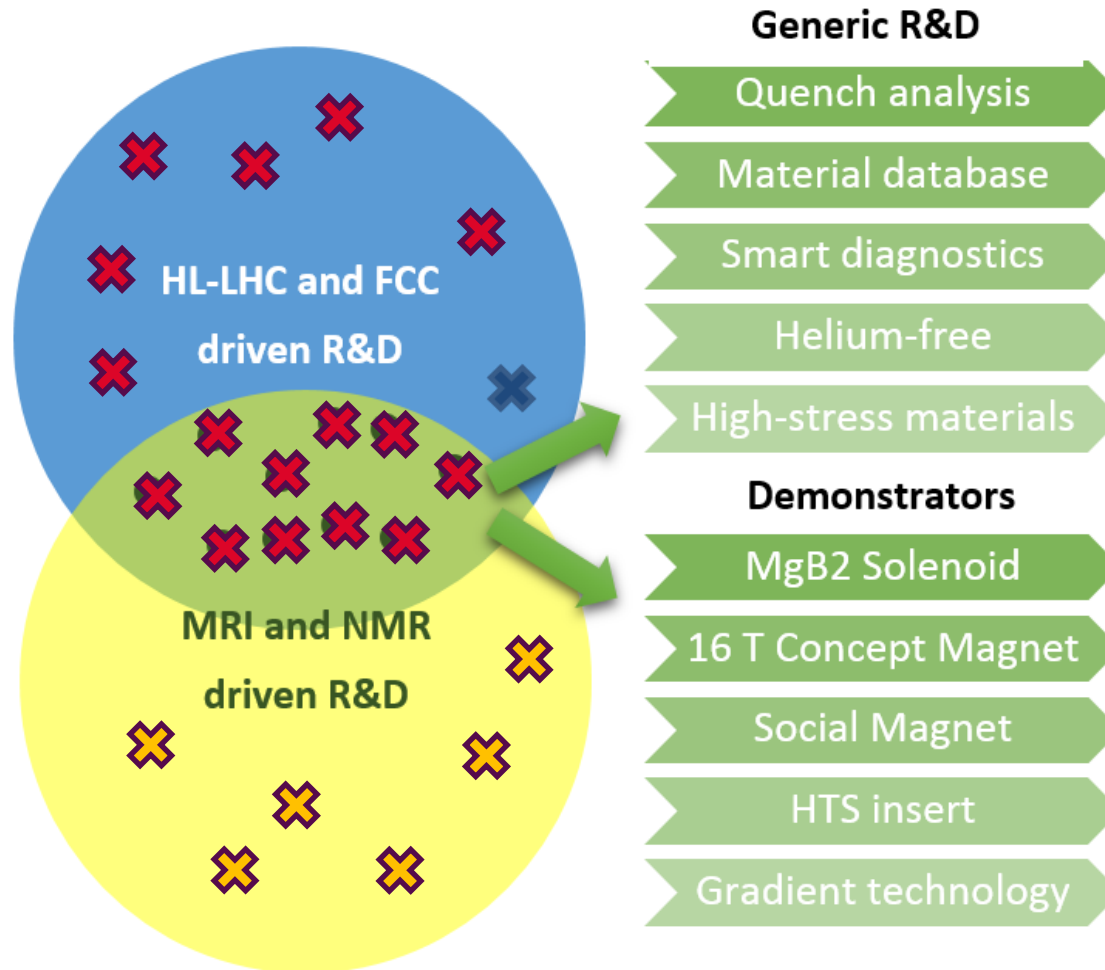 HL-LHC and FCC
driven R&D
MRI and NMR
driven R&D
Generic R&D
Quench analysis
Material database
Smart diagnostics
Helium-free
High-stress materials
Demonstrators
MgB2 Solenoid
16 T Concept Magnet
Social Magnet
HTS insert
Gradient technology